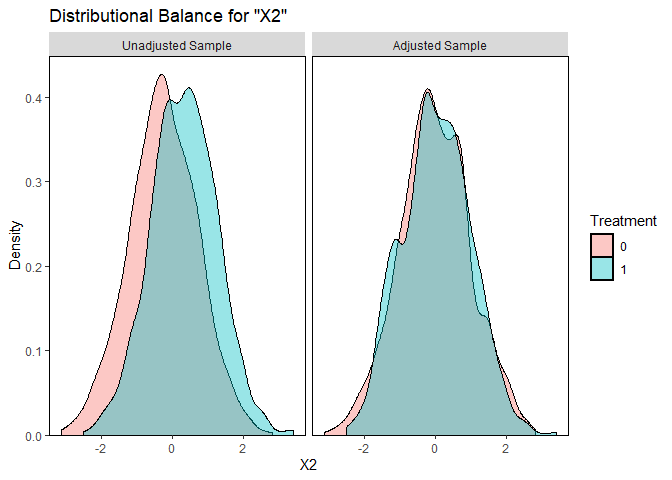 Distributional Balance for "X2"
Unadjusted Sample
Adjusted Sample
0.4
0.3
0.2
0.1
0.0
Density
-2
0
2
-2
0
2
X2
Treatment
0
1